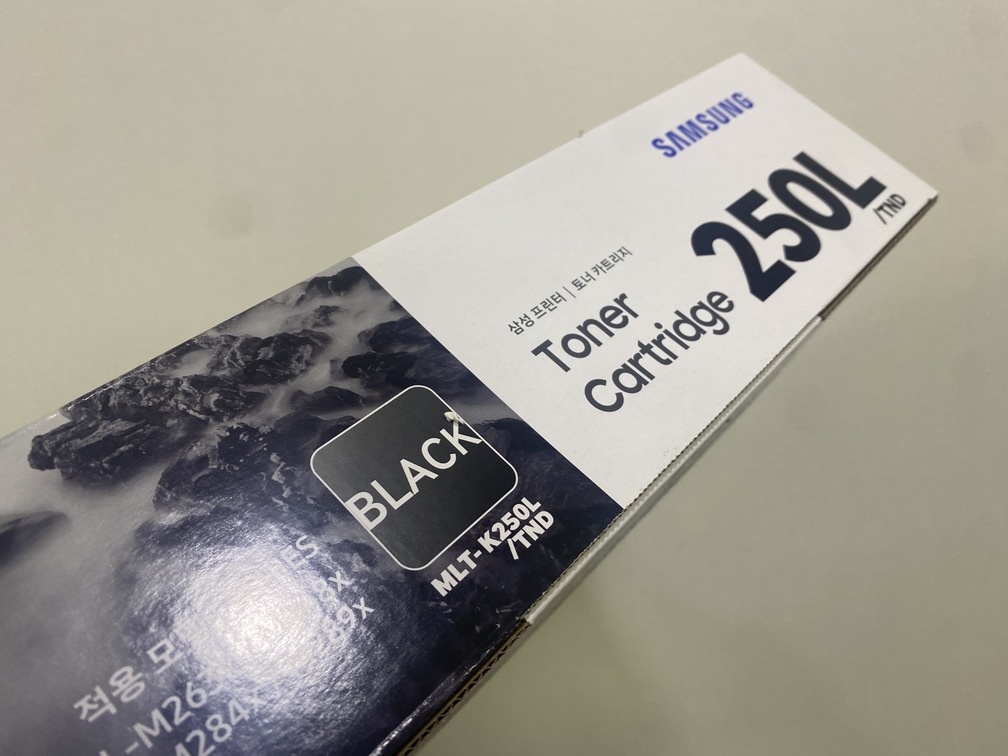 SAMSUNG
250L
/TND
삼성 프린터 | 토너 카트리지
Toner
Cartridge
BLACK
MLT-K250L
/TND
적용